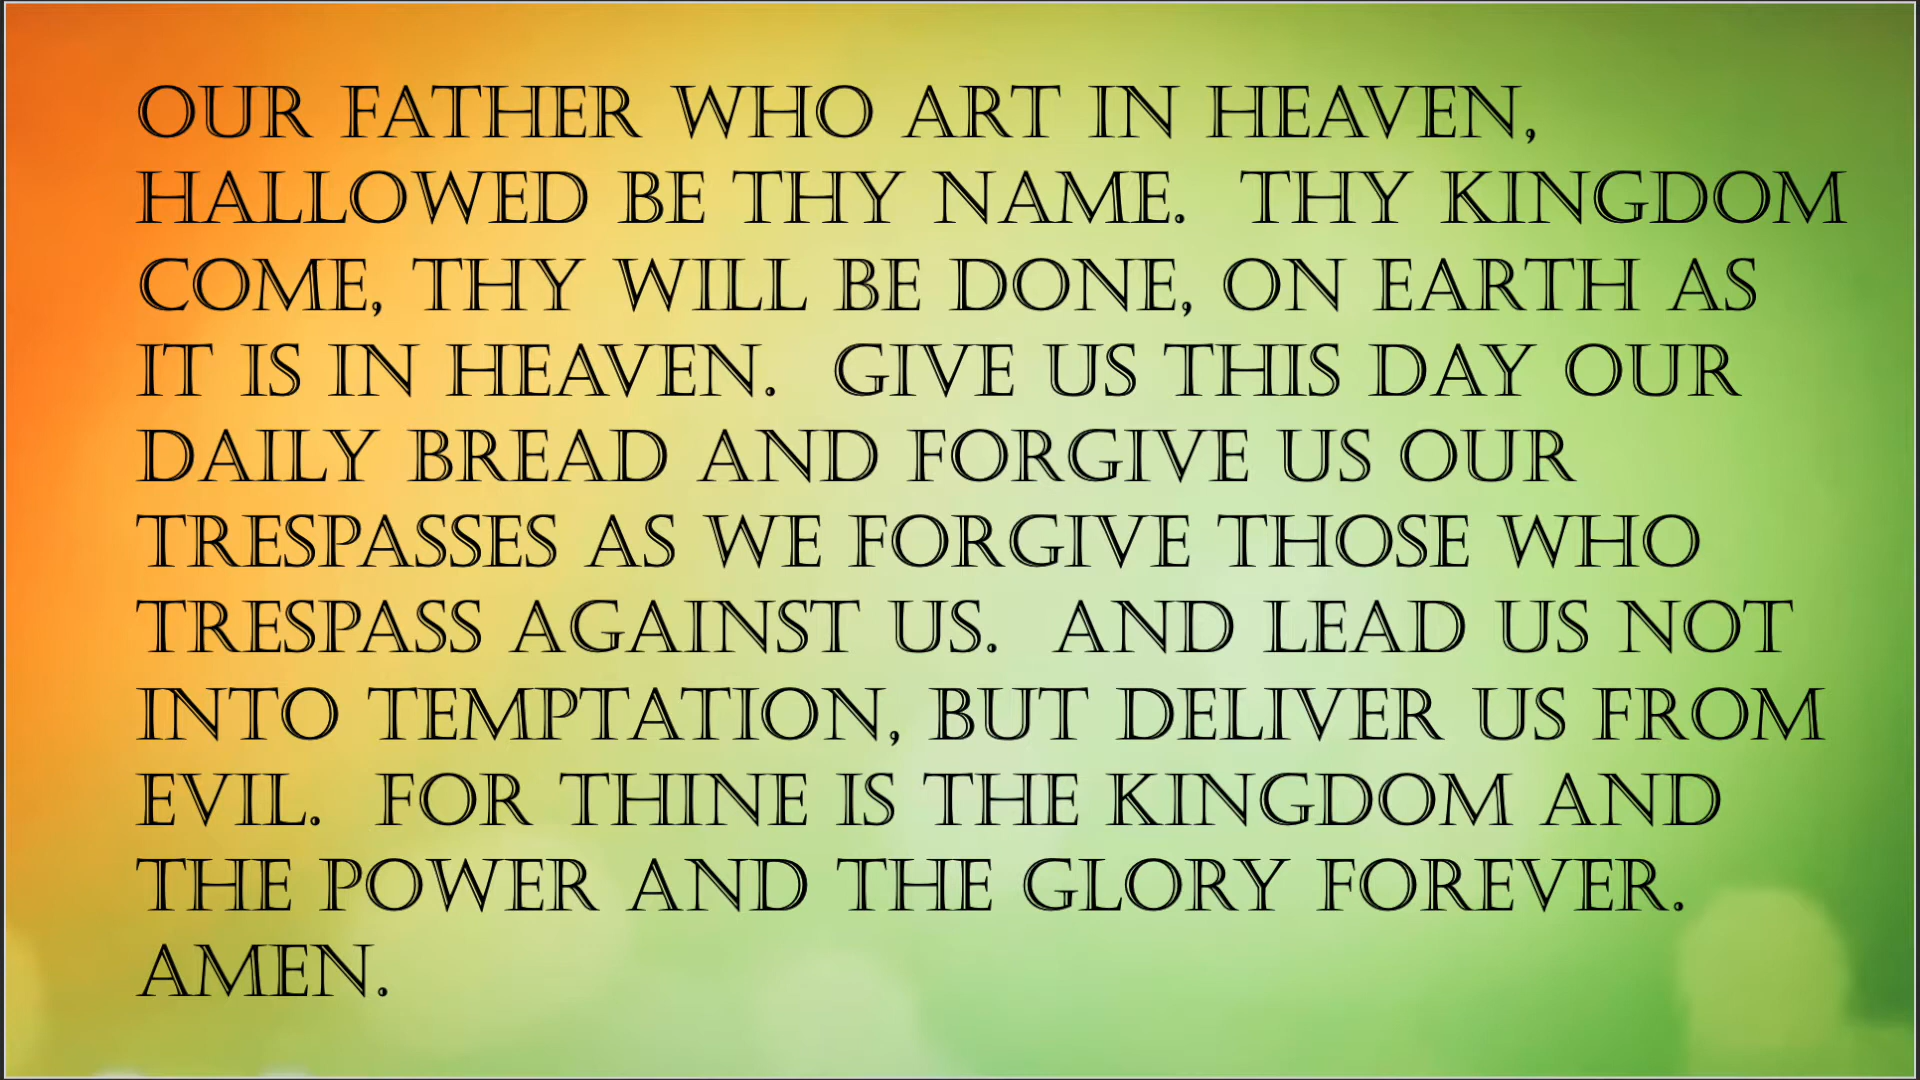 OUR FATHER WHO ART IN HEAVEN,
HALLOWED BE THY NAME.  THY KINGDOM
COME, THY WILL BE DONE, ON EARTH AS
IT IS IN HEAVEN.  GIVE US THIS DAY OUR
DAILY BREAD AND FORGIVE US OUR
TRESPASSES AS WE FORGIVE THOSE WHO
TRESPASS AGAINST US.  AND LEAD US NOT
INTO TEMPTATION, BUT DELIVER US FROM
EVIL.  FOR THINE IS THE KINGDOM AND
THE POWER AND THE GLORY FOREVER.
AMEN.